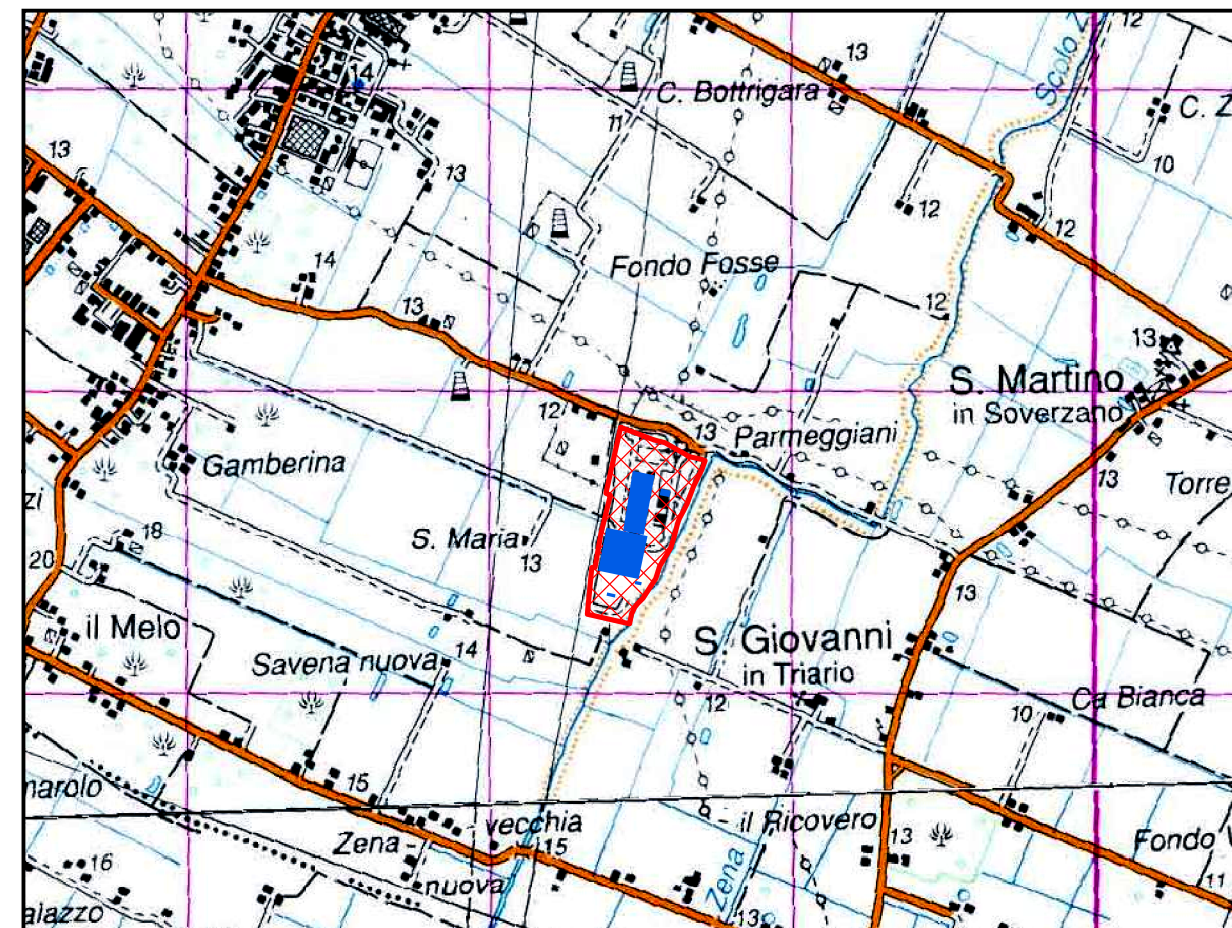 12
13
14
Scolo Z
C. Bottrigara
C. Z
11
13
10
13
12
12
14
Fondo Fosse
13
12
13
S. Martino
in Soverzano
12
13
Parmeggiani
Gamberina
zi
13
Torre
S. Maria
13
18
20
13
il Melo
S. Giovanni
in Triario
Savena nuova
14
12
Ca Bianca
10
15
marolo
vecchia
il Ricovero
Zena
15
13
Fondo
16
nuova
Zena
11
alazzo
13